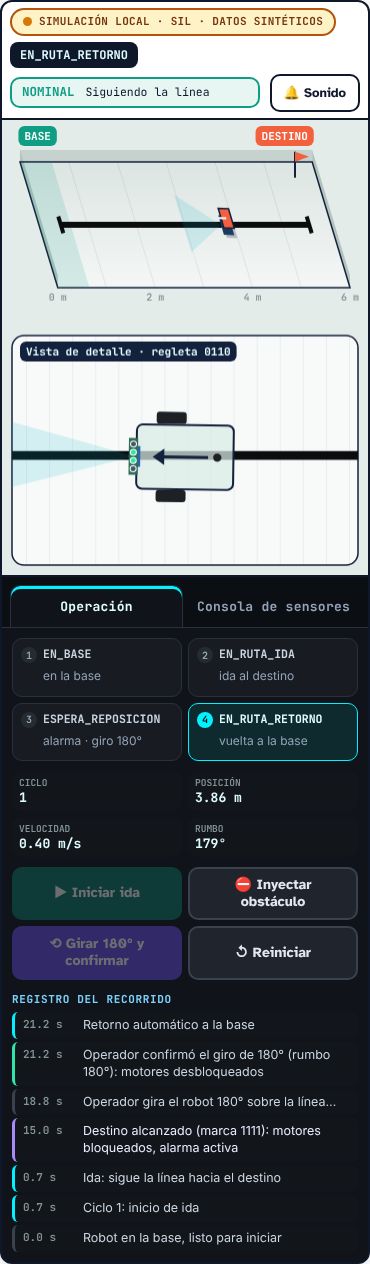 SIMULACIÓN LOCAL · SIL · DATOS SINTÉTICOS
EN_RUTA_RETORNO
NOMINAL Siguiendo la línea
🔔 Sonido
BASE
DESTINO
0 m 2 m 4 m 6 m
Vista de detalle · regleta 0110
Operación
Consola de sensores
1 EN_BASE
en la base
2 EN_RUTA_IDA
ida al destino
3 ESPERA_REPOSICION
alarma · giro 180°
4 EN_RUTA_RETORNO
vuelta a la base
CICLO
1
POSICIÓN
3.86 m
VELOCIDAD
0.40 m/s
RUMBO
179°
▶ Iniciar ida
⛔ Inyectar
obstáculo
⟲ Girar 180° y
confirmar
↺ Reiniciar
REGISTRO DEL RECORRIDO
21.2 s Retorno automático a la base
21.2 s Operador confirmó el giro de 180° (rumbo
180°): motores desbloqueados
18.8 s Operador gira el robot 180° sobre la línea…
15.0 s Destino alcanzado (marca 1111): motores
bloqueados, alarma activa
0.7 s Ida: sigue la línea hacia el destino
0.7 s Ciclo 1: inicio de ida
0.0 s Robot en la base, listo para iniciar